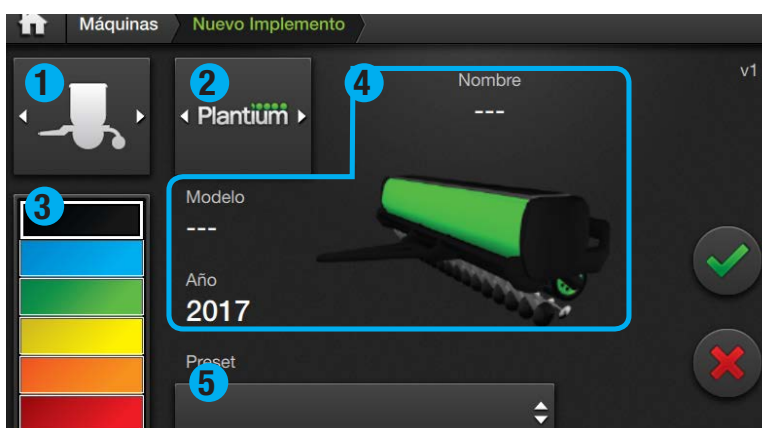 Máquinas
Nuevo Implemento
1
2
4
Nombre
v1
Plantium
---
3
Modelo
---
Año
2017
Preset
5